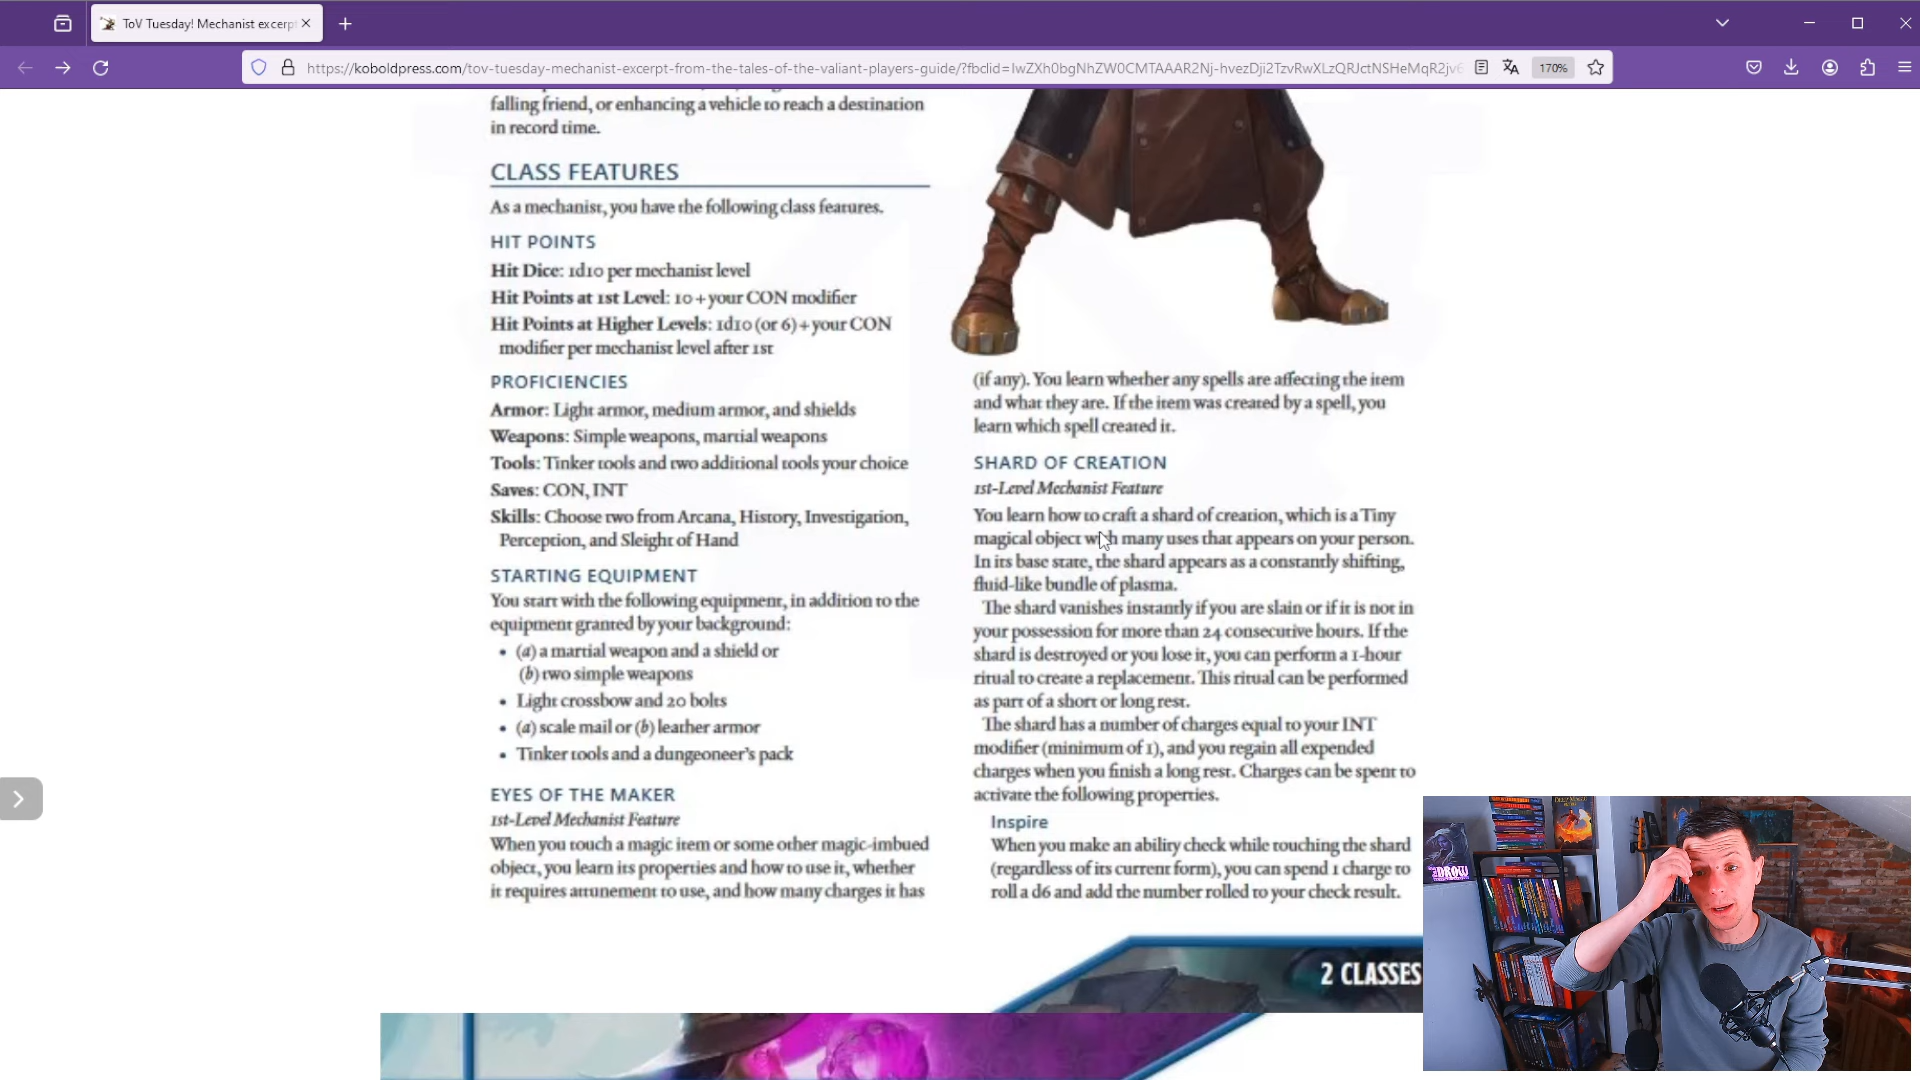 ToV Tuesday! Mechanist excerpt
https://koboldpress.com/tov-tuesday-mechanist-excerpt-from-the-tales-of-the-valiant-players-guide/?fbclid=IwZXh0bgNhZW0CMTAAAR2Nj-hvezDji2TzvRwXLzQRJctNSHeMqR2jv6
170%
falling friend, or enhancing a vehicle to reach a destination
in record time.
CLASS FEATURES
As a mechanist, you have the following class features.
HIT POINTS
Hit Dice: 1d10 per mechanist level
Hit Points at 1st Level: 10 + your CON modifier
Hit Points at Higher Levels: 1d10 (or 6) + your CON
modifier per mechanist level after 1st
PROFICIENCIES
Armor: Light armor, medium armor, and shields
Weapons: Simple weapons, martial weapons
Tools: Tinker tools and two additional tools your choice
Saves: CON, INT
Skills: Choose two from Arcana, History, Investigation,
Perception, and Sleight of Hand
STARTING EQUIPMENT
You start with the following equipment, in addition to the
equipment granted by your background:
• (a) a martial weapon and a shield or
(b) two simple weapons
• Light crossbow and 20 bolts
• (a) scale mail or (b) leather armor
• Tinker tools and a dungeoneer's pack
EYES OF THE MAKER
1st-Level Mechanist Feature
When you touch a magic item or some other magic-imbued
object, you learn its properties and how to use it, whether
it requires attunement to use, and how many charges it has
(if any). You learn whether any spells are affecting the item
and what they are. If the item was created by a spell, you
learn which spell created it.
SHARD OF CREATION
1st-Level Mechanist Feature
You learn how to craft a shard of creation, which is a Tiny
magical object with many uses that appears on your person.
In its base state, the shard appears as a constantly shifting,
fluid-like bundle of plasma.
The shard vanishes instantly if you are slain or if it is not in
your possession for more than 24 consecutive hours. If the
shard is destroyed or you lose it, you can perform a 1-hour
ritual to create a replacement. This ritual can be performed
as part of a short or long rest.
The shard has a number of charges equal to your INT
modifier (minimum of 1), and you regain all expended
charges when you finish a long rest. Charges can be spent to
activate the following properties.
Inspire
When you make an ability check while touching the shard
(regardless of its current form), you can spend 1 charge to
roll a d6 and add the number rolled to your check result.
2 CLASSES
DROW